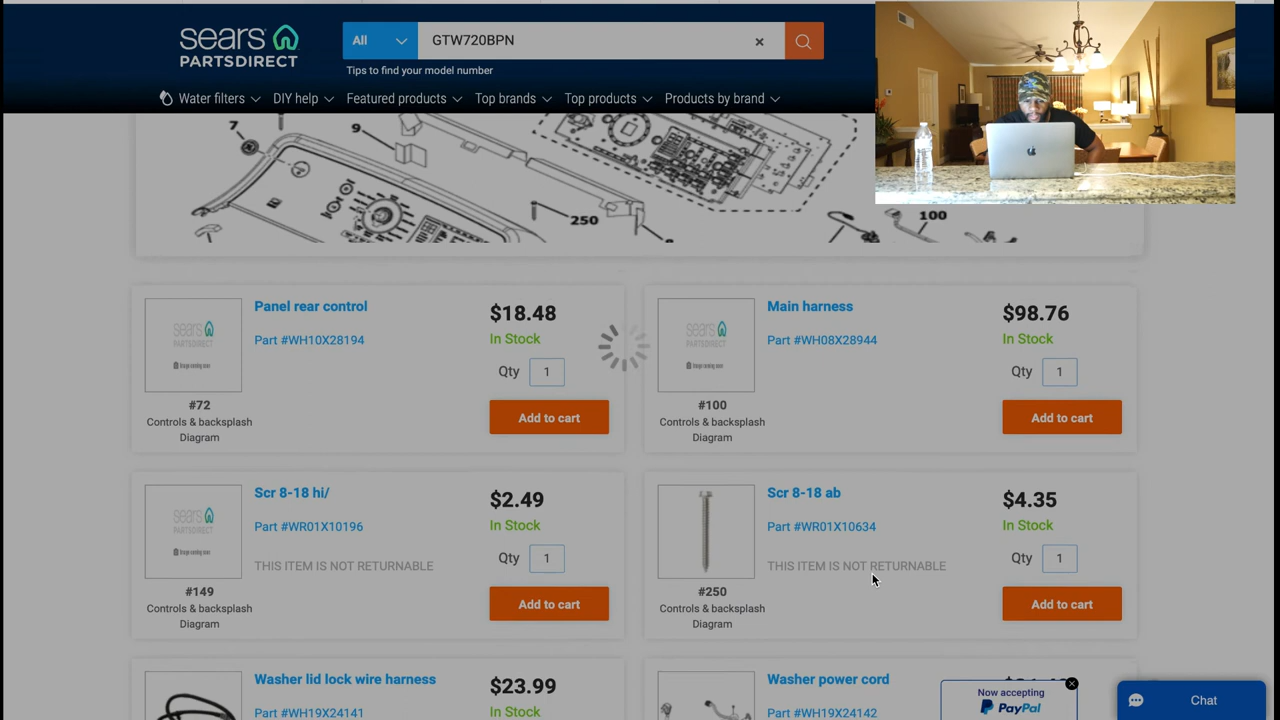 sears
PARTSDIRECT
All
GTW720BPN
Tips to find your model number
Water filters
DIY help
Featured products
Top brands
Top products
Products by brand
7
9
250
100
Panel rear control
Part #WH10X28194
$18.48
In Stock
Qty 1
Add to cart
#72
Controls & backsplash
Diagram
Main harness
Part #WH08X28944
$98.76
In Stock
Qty 1
Add to cart
#100
Controls & backsplash
Diagram
Scr 8-18 hi/
Part #WR01X10196
THIS ITEM IS NOT RETURNABLE
$2.49
In Stock
Qty 1
Add to cart
#149
Controls & backsplash
Diagram
Scr 8-18 ab
Part #WR01X10634
THIS ITEM IS NOT RETURNABLE
$4.35
In Stock
Qty 1
Add to cart
#250
Controls & backsplash
Diagram
Washer lid lock wire harness
Part #WH19X24141
$23.99
In Stock
Washer power cord
Part #WH19X24142
Now accepting
PayPal
Chat